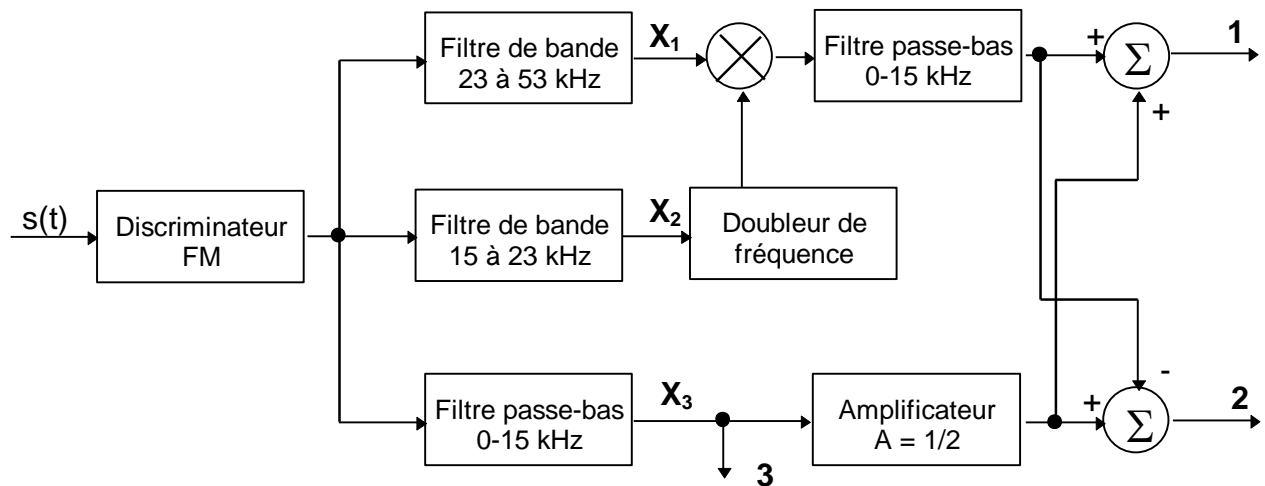 Filtre de bande
23 à 53 kHz
X1
Filtre passe-bas
0-15 kHz
+
Σ
1
+
s(t)
Discriminateur
FM
Filtre de bande
15 à 23 kHz
X2
Doubleur de
fréquence
Filtre passe-bas
0-15 kHz
X3
3
Amplificateur
A = 1/2
-
+
Σ
2